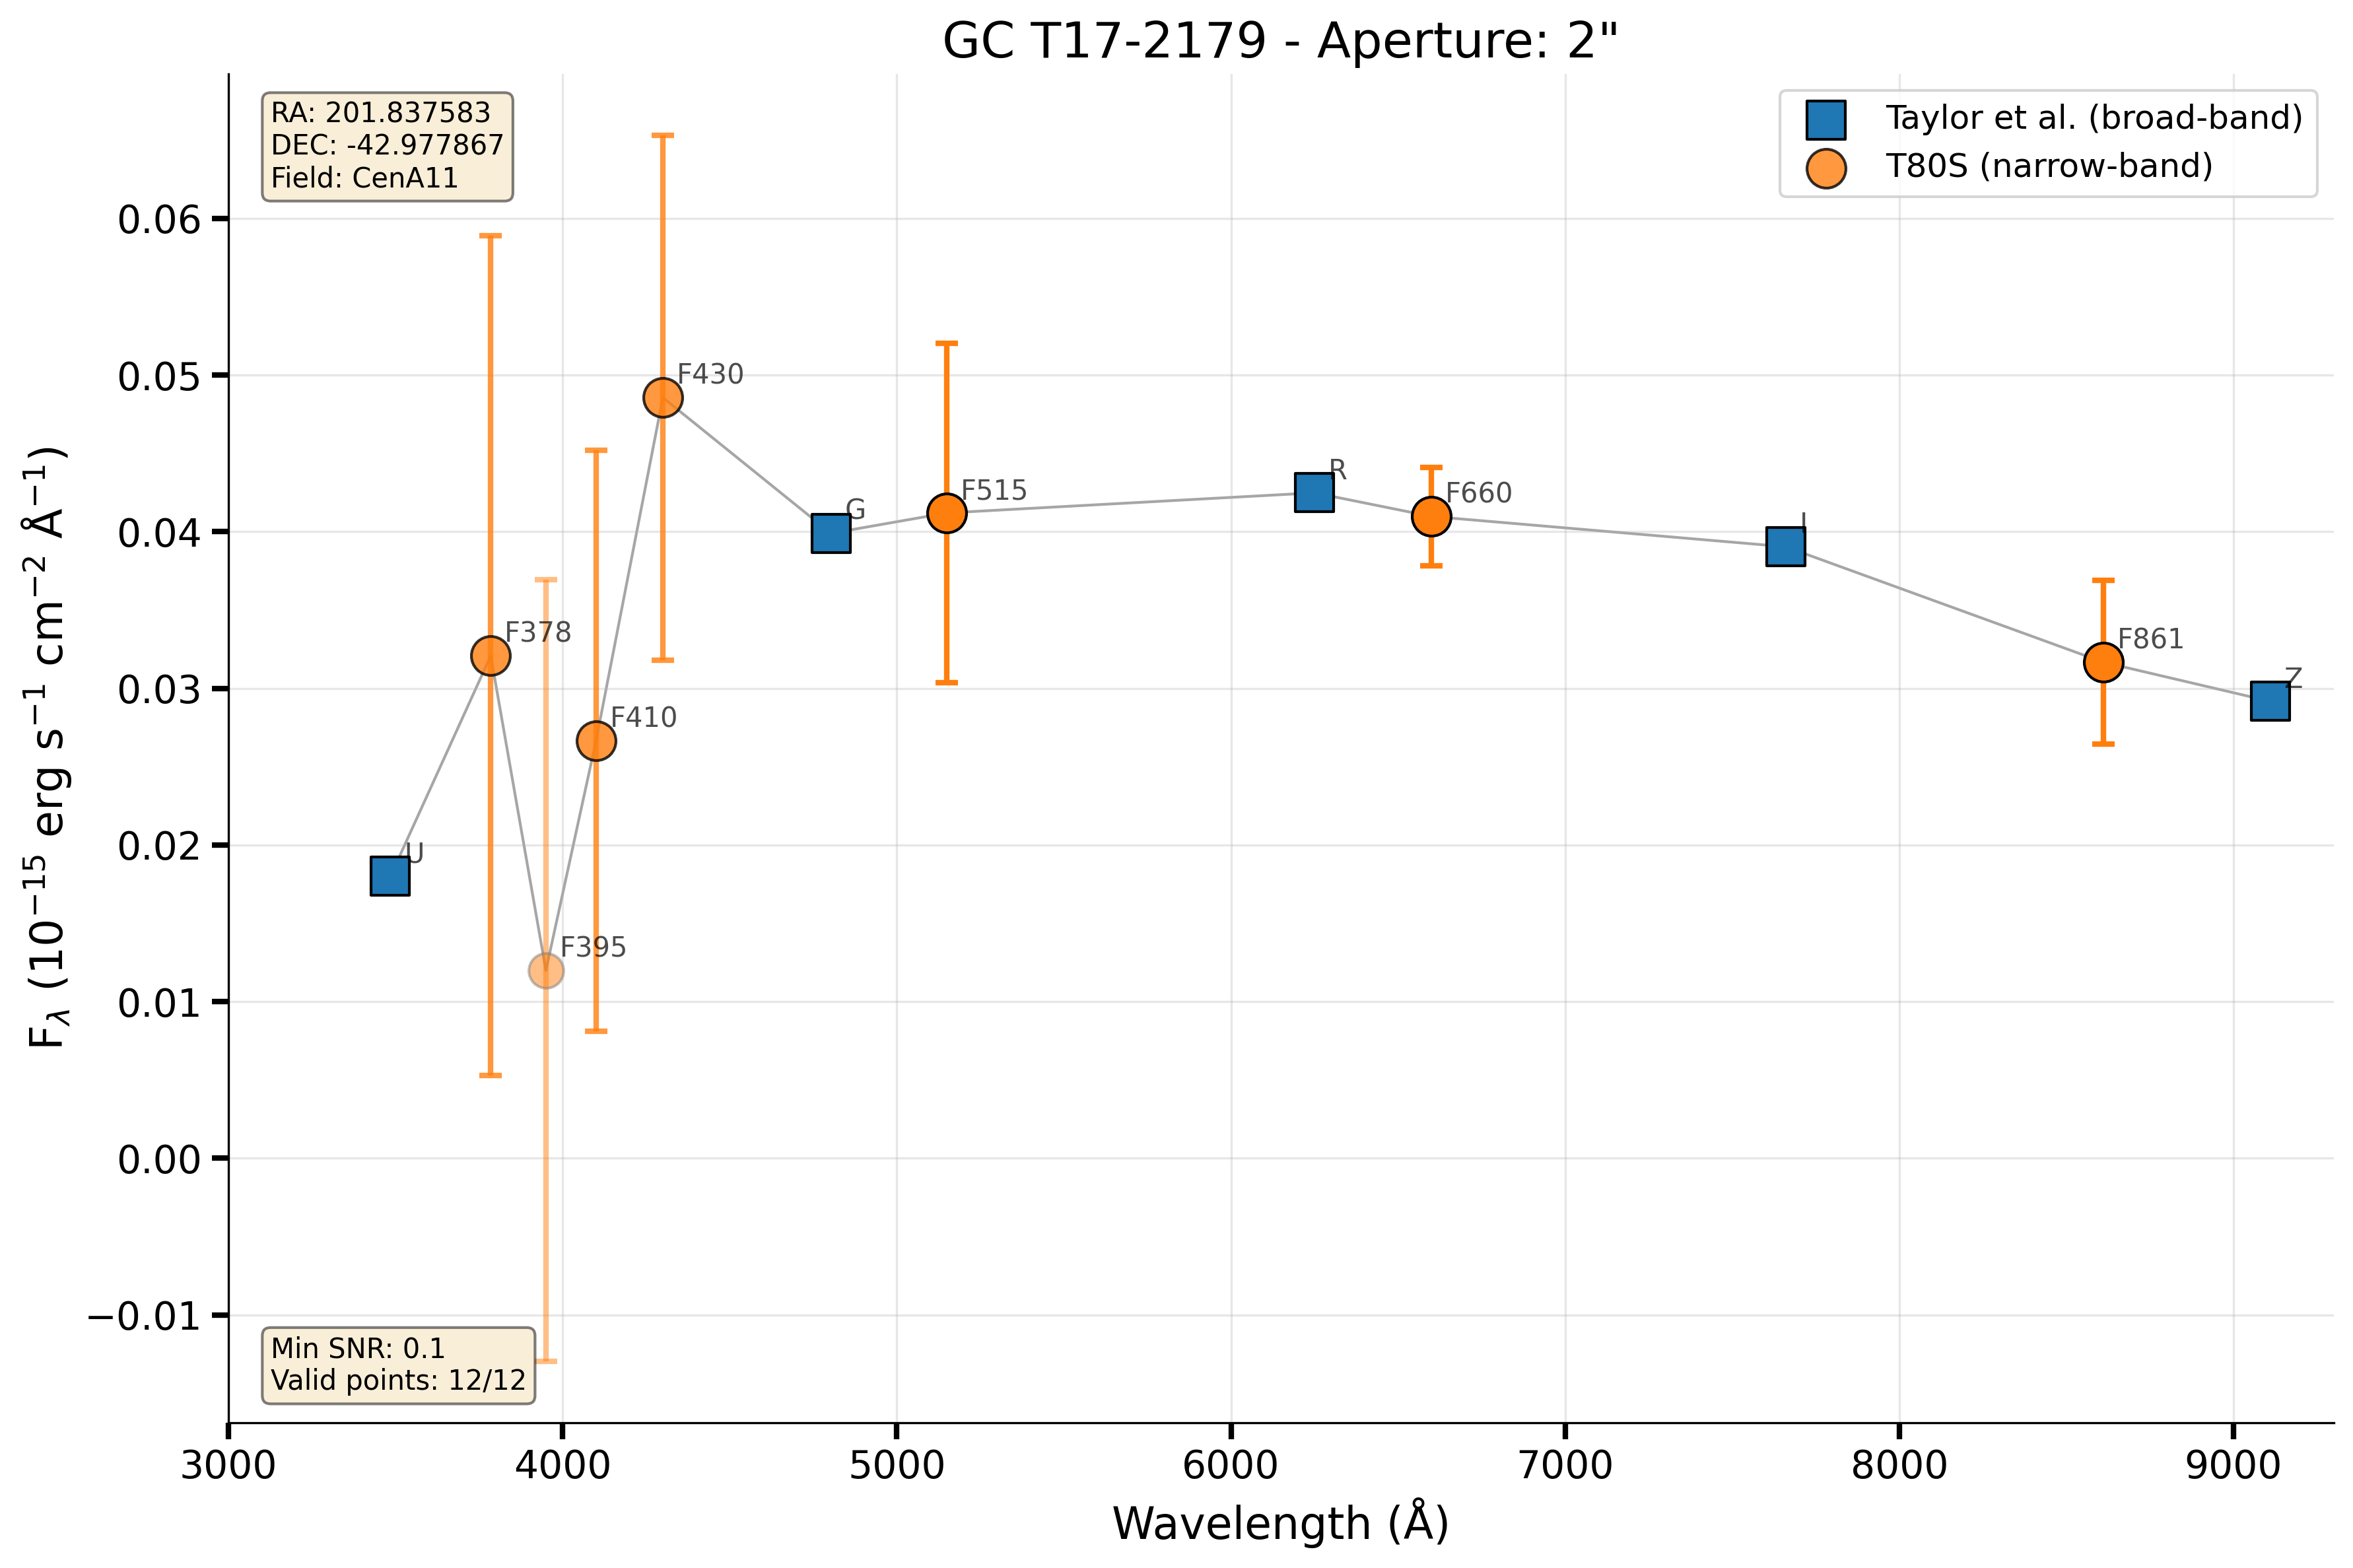 GC T17-2179 - Aperture: 2"
RA: 201.837583
DEC: -42.977867
Field: CenA11
Taylor et al. (broad-band)
T80S (narrow-band)
F_λ (10⁻¹⁵ erg s⁻¹ cm⁻² Å⁻¹)
0.06
0.05
0.04
0.03
0.02
0.01
0.00
−0.01
U
F378
F395
F410
F430
G
F515
R
F660
I
F861
Z
Min SNR: 0.1
Valid points: 12/12
3000 4000 5000 6000 7000 8000 9000
Wavelength (Å)